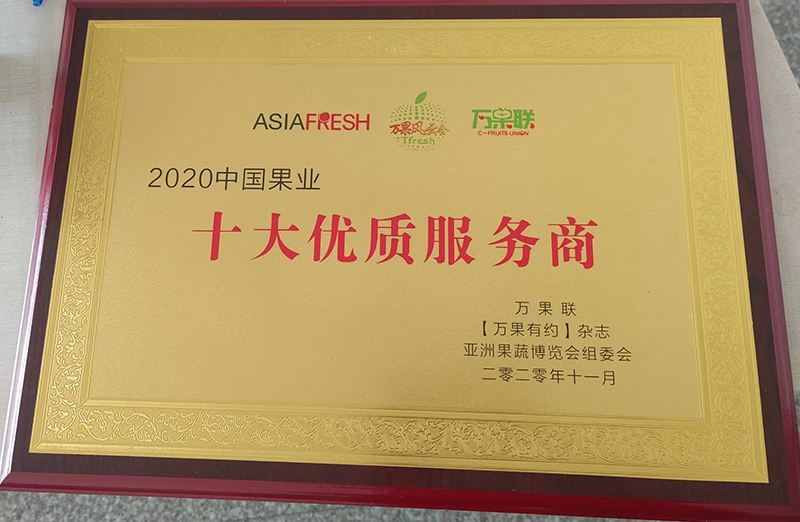 ASIAFRESH
万果风云会
Tfresh
万果联
C-FRUITS UNION
2020中国果业
十大优质服务商
万果联
【万果有约】杂志
亚洲果蔬博览会组委会
二零二零年十一月